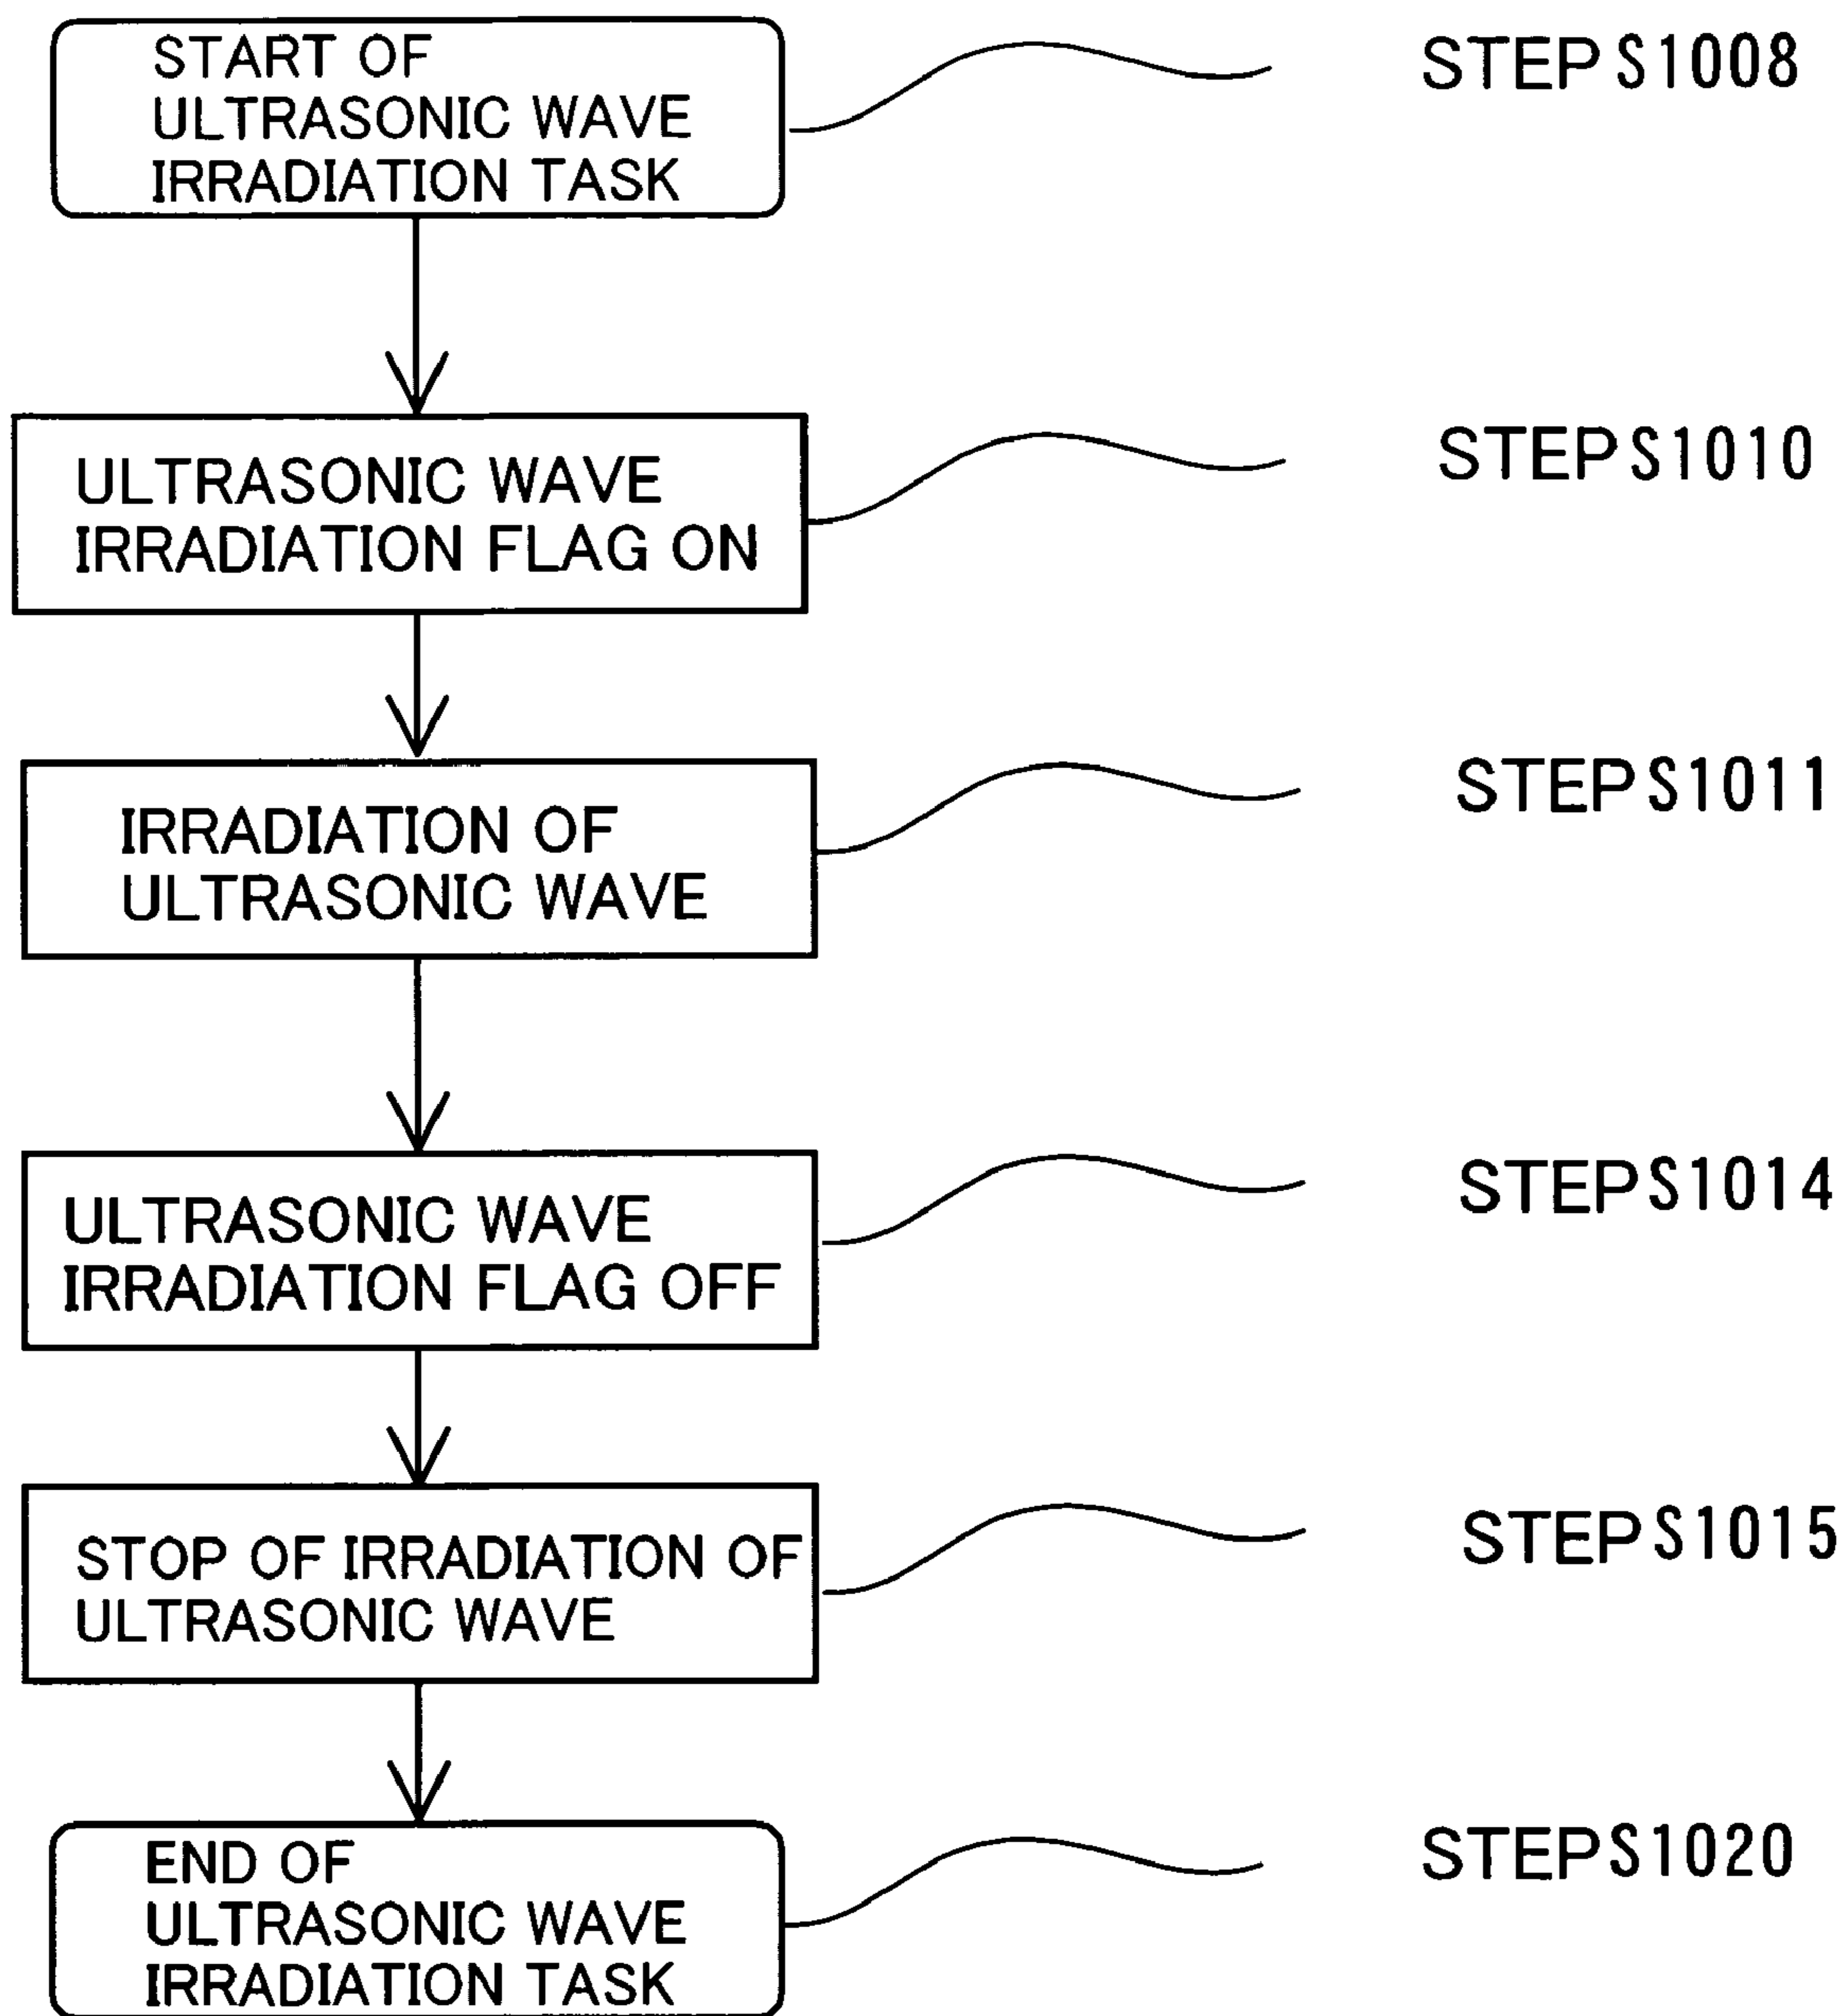 START OF
ULTRASONIC WAVE
IRRADIATION TASK
STEP S1008
ULTRASONIC WAVE
IRRADIATION FLAG ON
STEP S1010
IRRADIATION OF
ULTRASONIC WAVE
STEP S1011
ULTRASONIC WAVE
IRRADIATION FLAG OFF
STEP S1014
STOP OF IRRADIATION OF
ULTRASONIC WAVE
STEP S1015
END OF
ULTRASONIC WAVE
IRRADIATION TASK
STEP S1020